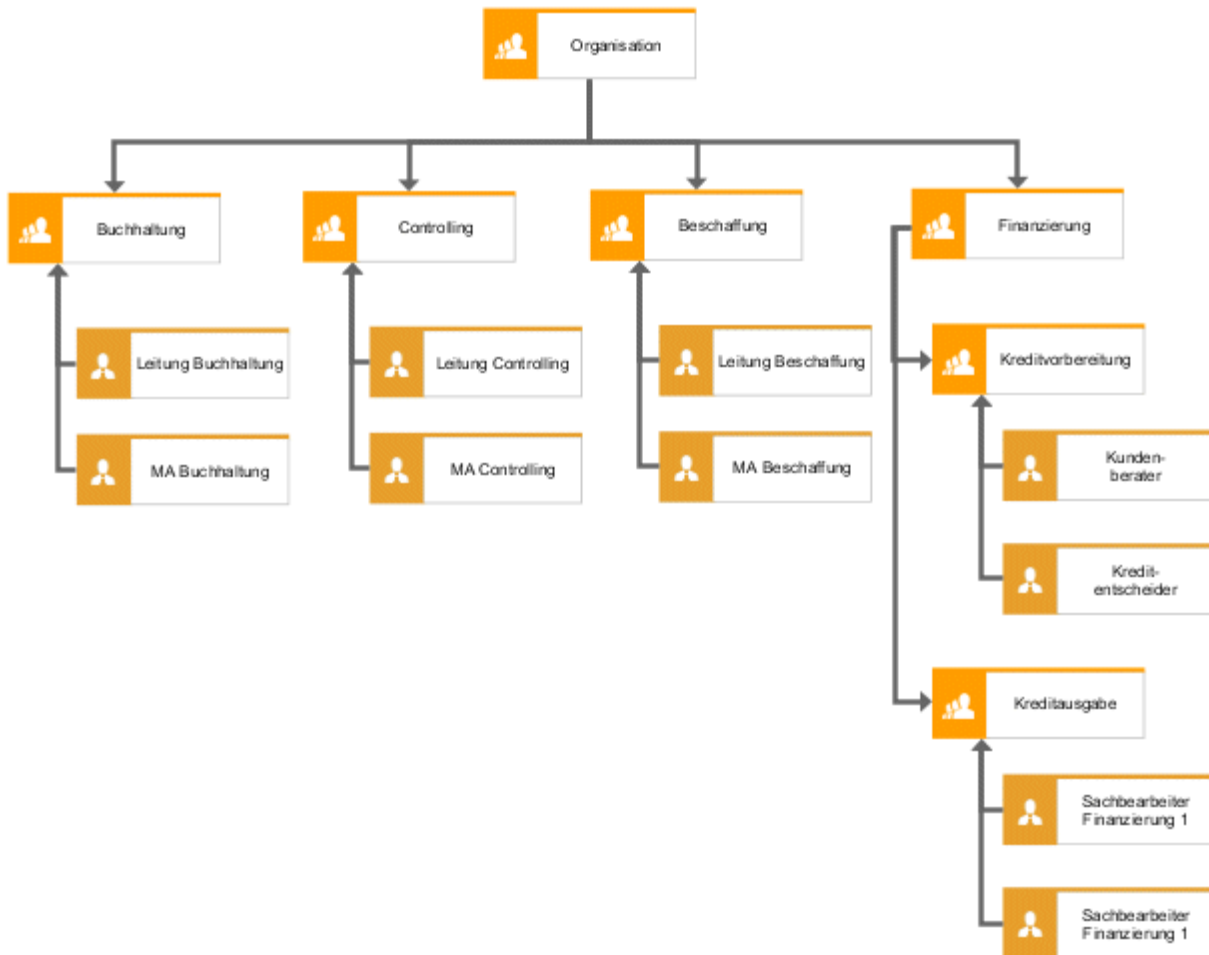 Organisation
Buchhaltung
Controlling
Beschaffung
Finanzierung
Leitung Buchhaltung
Leitung Controlling
Leitung Beschaffung
Kreditvorbereitung
MA Buchhaltung
MA Controlling
MA Beschaffung
Kunden-
berater
Kredit-
entscheider
Kreditausgabe
Sachbearbeiter
Finanzierung 1
Sachbearbeiter
Finanzierung 1